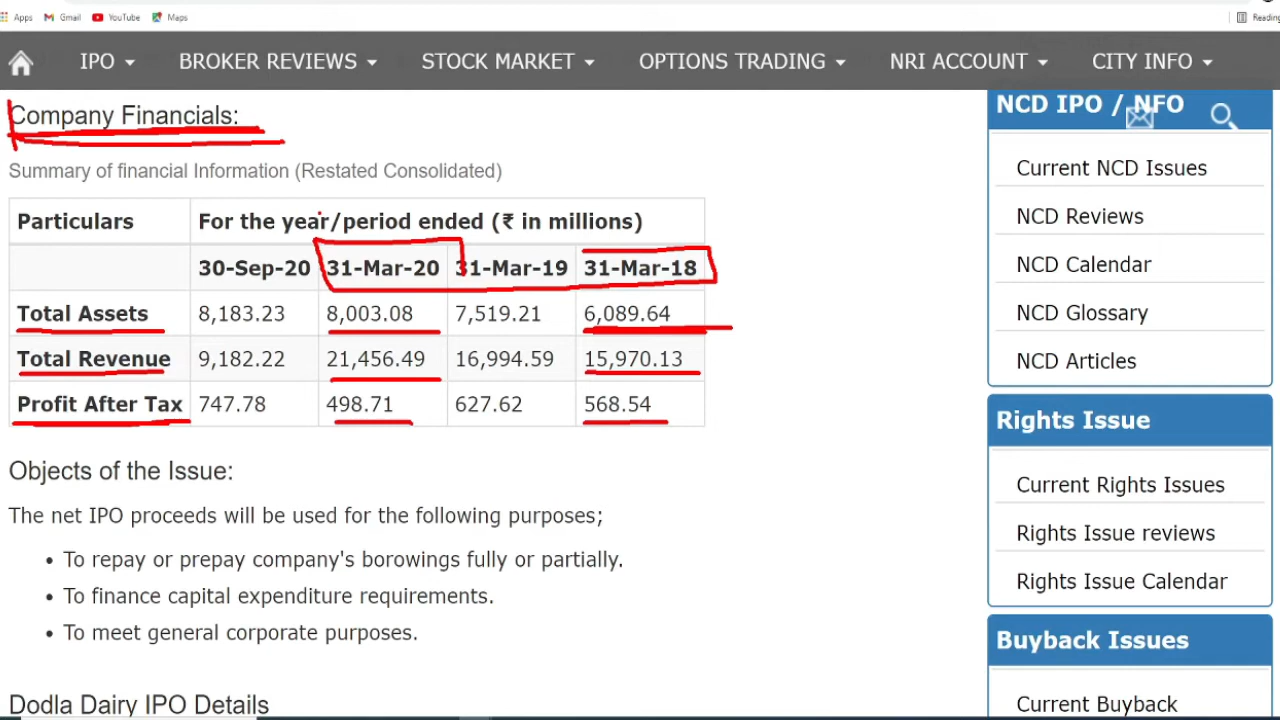 Apps Gmail YouTube Maps Reading
IPO BROKER REVIEWS STOCK MARKET OPTIONS TRADING NRI ACCOUNT CITY INFO
Company Financials:
Summary of financial Information (Restated Consolidated)
Particulars For the year/period ended (₹ in millions)
30-Sep-20 31-Mar-20 31-Mar-19 31-Mar-18
Total Assets 8,183.23 8,003.08 7,519.21 6,089.64
Total Revenue 9,182.22 21,456.49 16,994.59 15,970.13
Profit After Tax 747.78 498.71 627.62 568.54
Objects of the Issue:
The net IPO proceeds will be used for the following purposes;
• To repay or prepay company's borrowings fully or partially.
• To finance capital expenditure requirements.
• To meet general corporate purposes.
Dodla Dairy IPO Details
NCD IPO / NFO
Current NCD Issues
NCD Reviews
NCD Calendar
NCD Glossary
NCD Articles
Rights Issue
Current Rights Issues
Rights Issue reviews
Rights Issue Calendar
Buyback Issues
Current Buyback